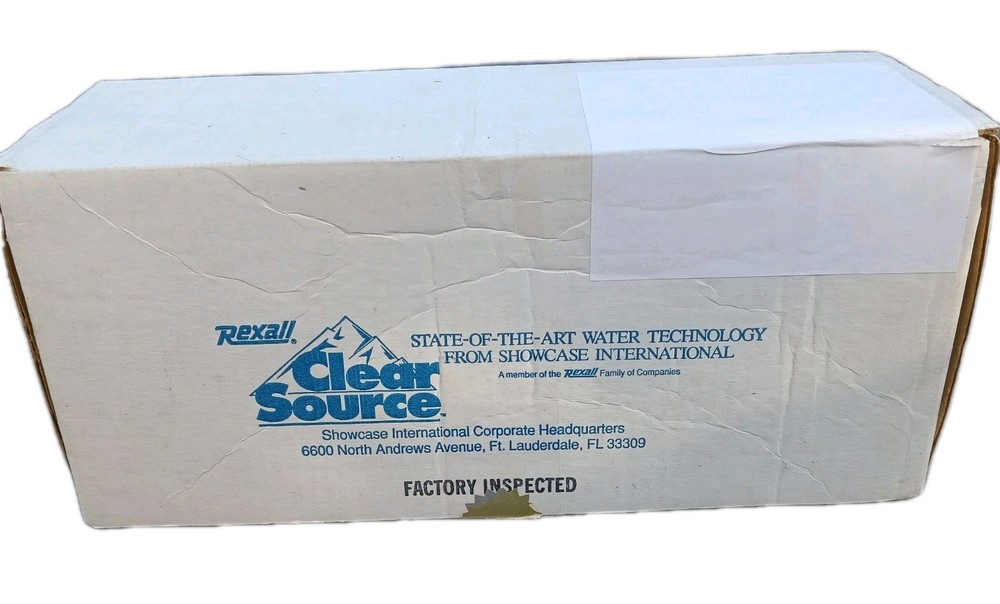 Rexall®
Clear
Source™
STATE-OF-THE-ART WATER TECHNOLOGY
FROM SHOWCASE INTERNATIONAL
A member of the Rexall Family of Companies
Showcase International Corporate Headquarters
6600 North Andrews Avenue, Ft. Lauderdale, FL 33309
FACTORY INSPECTED